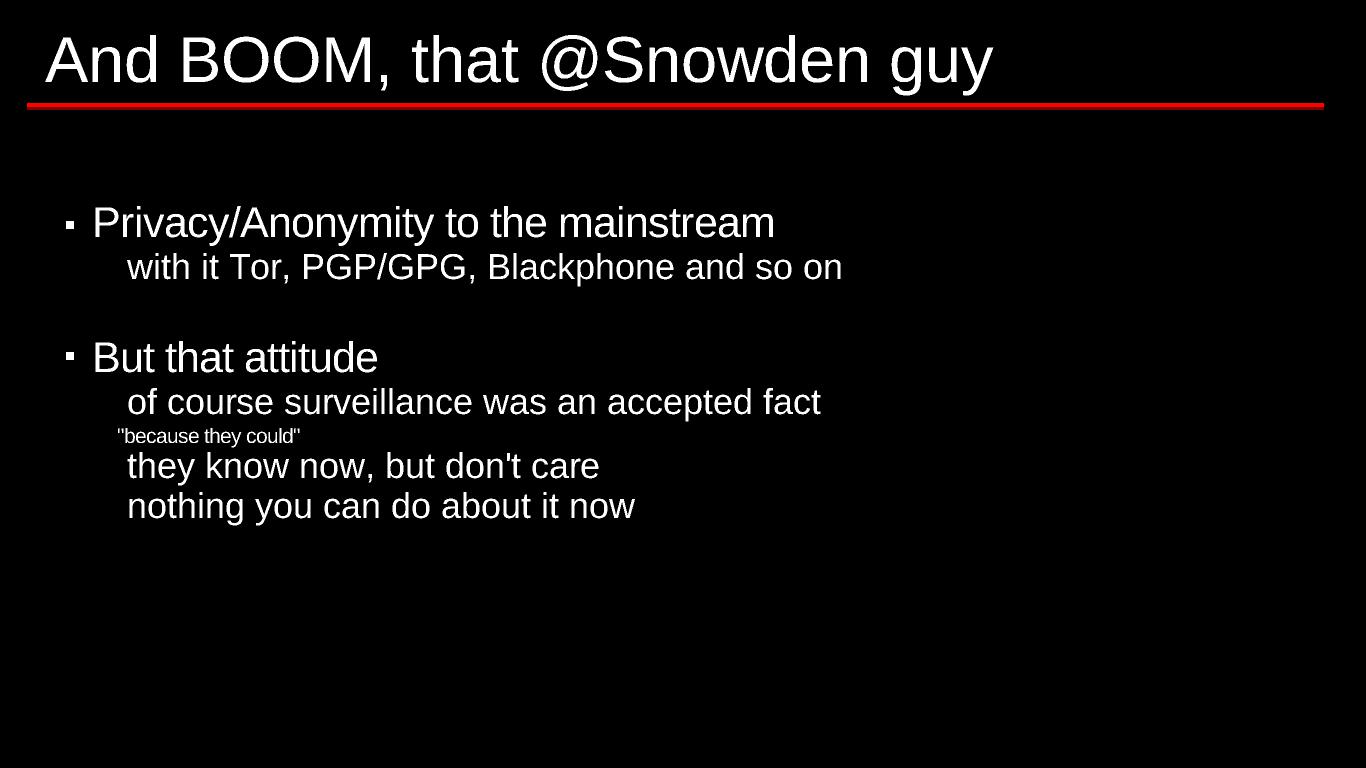 And BOOM, that @Snowden guy
▪ Privacy/Anonymity to the mainstream
with it Tor, PGP/GPG, Blackphone and so on
▪ But that attitude
of course surveillance was an accepted fact
"because they could"
they know now, but don't care
nothing you can do about it now